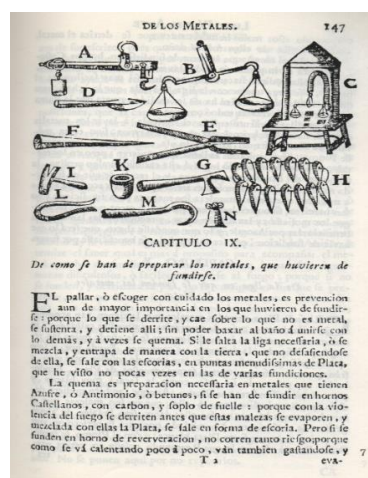 DE LOS METALES. 147
A
B
C
D
E
F
G
H
I
K
L
M
N
CAPITULO IX.
De como ſe han de preparar los metales, que huvieren de
fundirſe.
EL pallar, ò eſcoger con cuidado los metales, es prevencion
aun de mayor importancia en los que huvieren de fundir-
ſe: porque lo que ſe derrite, y cae ſobre lo que no es metal,
ſe ſuſtenta, y detiene alli; ſin poder baxar al baño á unirſe con
lo demás, y à vezes ſe quema. Si le falta la liga neceſſaria, ò ſe
mezcla, y entrapa de manera con la tierra, que no deſaſiendoſe
de ella, ſe ſale con las eſcorias, en puntas menudiſsimas de Plata,
que he viſto no pocas vezes en las de varias fundiciones.
La quema es preparacion neceſſaria en metales que tienen
Azufre, ò Antimonio, ò betunes, ſi ſe han de fundir en hornos
Caſtellanos, con carbon, y ſoplo de fuelle: porque con la vio-
lencia del fuego ſe derriten antes que eſtas malezas ſe evaporen, y
mezclada con ellas la Plata, ſe ſale en forma de eſcoria. Pero ſi ſe
funden en horno de reververacion, no corren tanto rieſgo: porque
como ſe vá calentando poco à poco, ván tambien gaſtandoſe, y 7
T 2 eva-